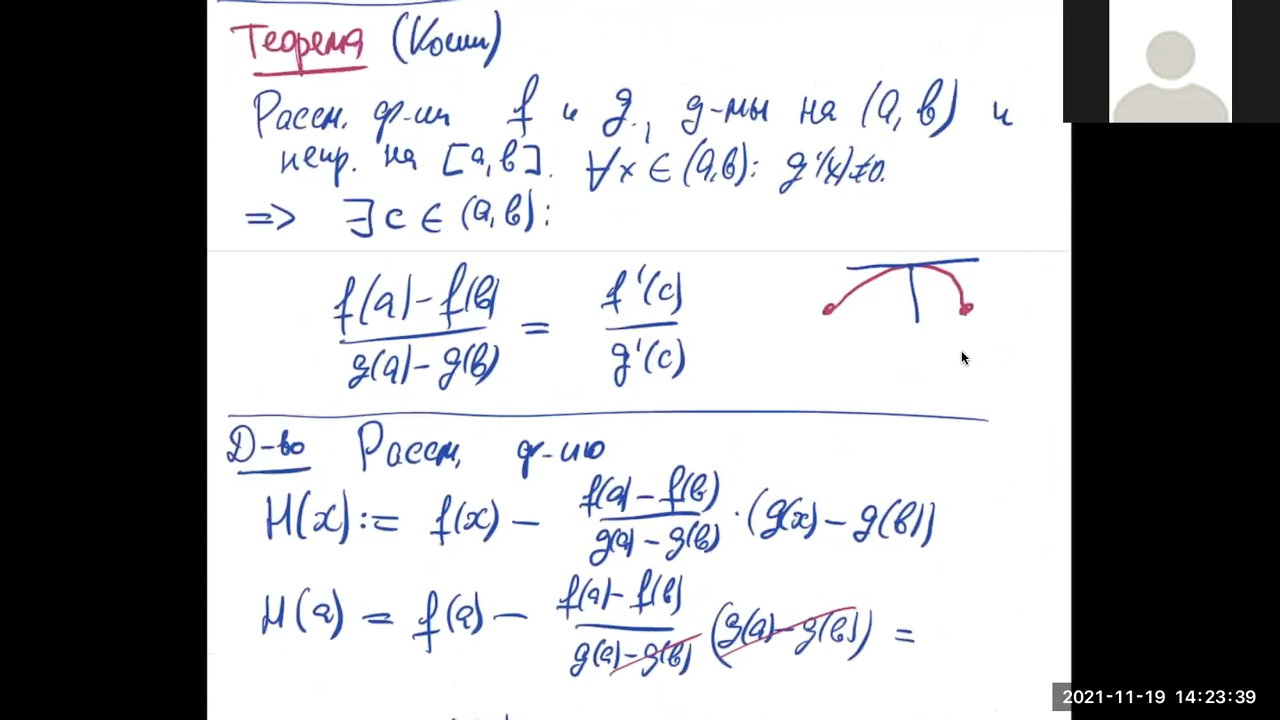 Теорема (Коши)
Рассм. ф-ии f и g, д-мы на (a, b) и
непр. на [a, b]. ∀x ∈ (a, b): g'(x)≠0.
=> ∃ c ∈ (a, b):
(f(a) - f(b)) / (g(a) - g(b)) = f'(c) / g'(c)
Д-во Рассм. ф-ию
H(x) := f(x) - (f(a) - f(b)) / (g(a) - g(b)) · (g(x) - g(b))
H(a) = f(a) - (f(a) - f(b)) / (g(a) - g(b)) (g(a) - g(b)) =
2021-11-19 14:23:39